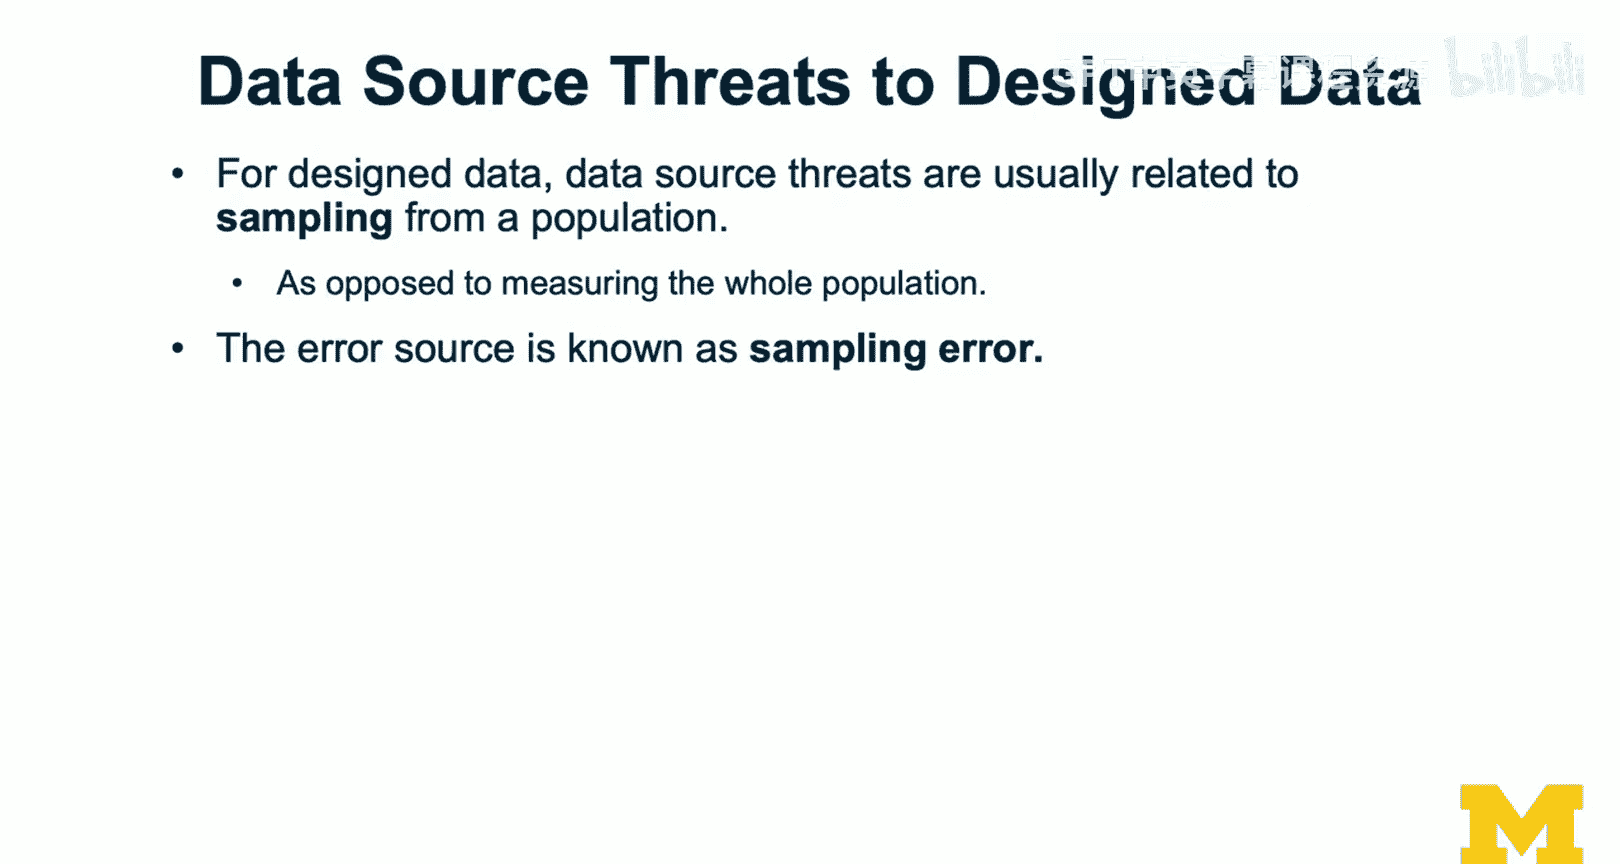 Data Source Threats to Designed Data
bilibili
• For designed data, data source threats are usually related to
sampling from a population.
• As opposed to measuring the whole population.
• The error source is known as sampling error.
M